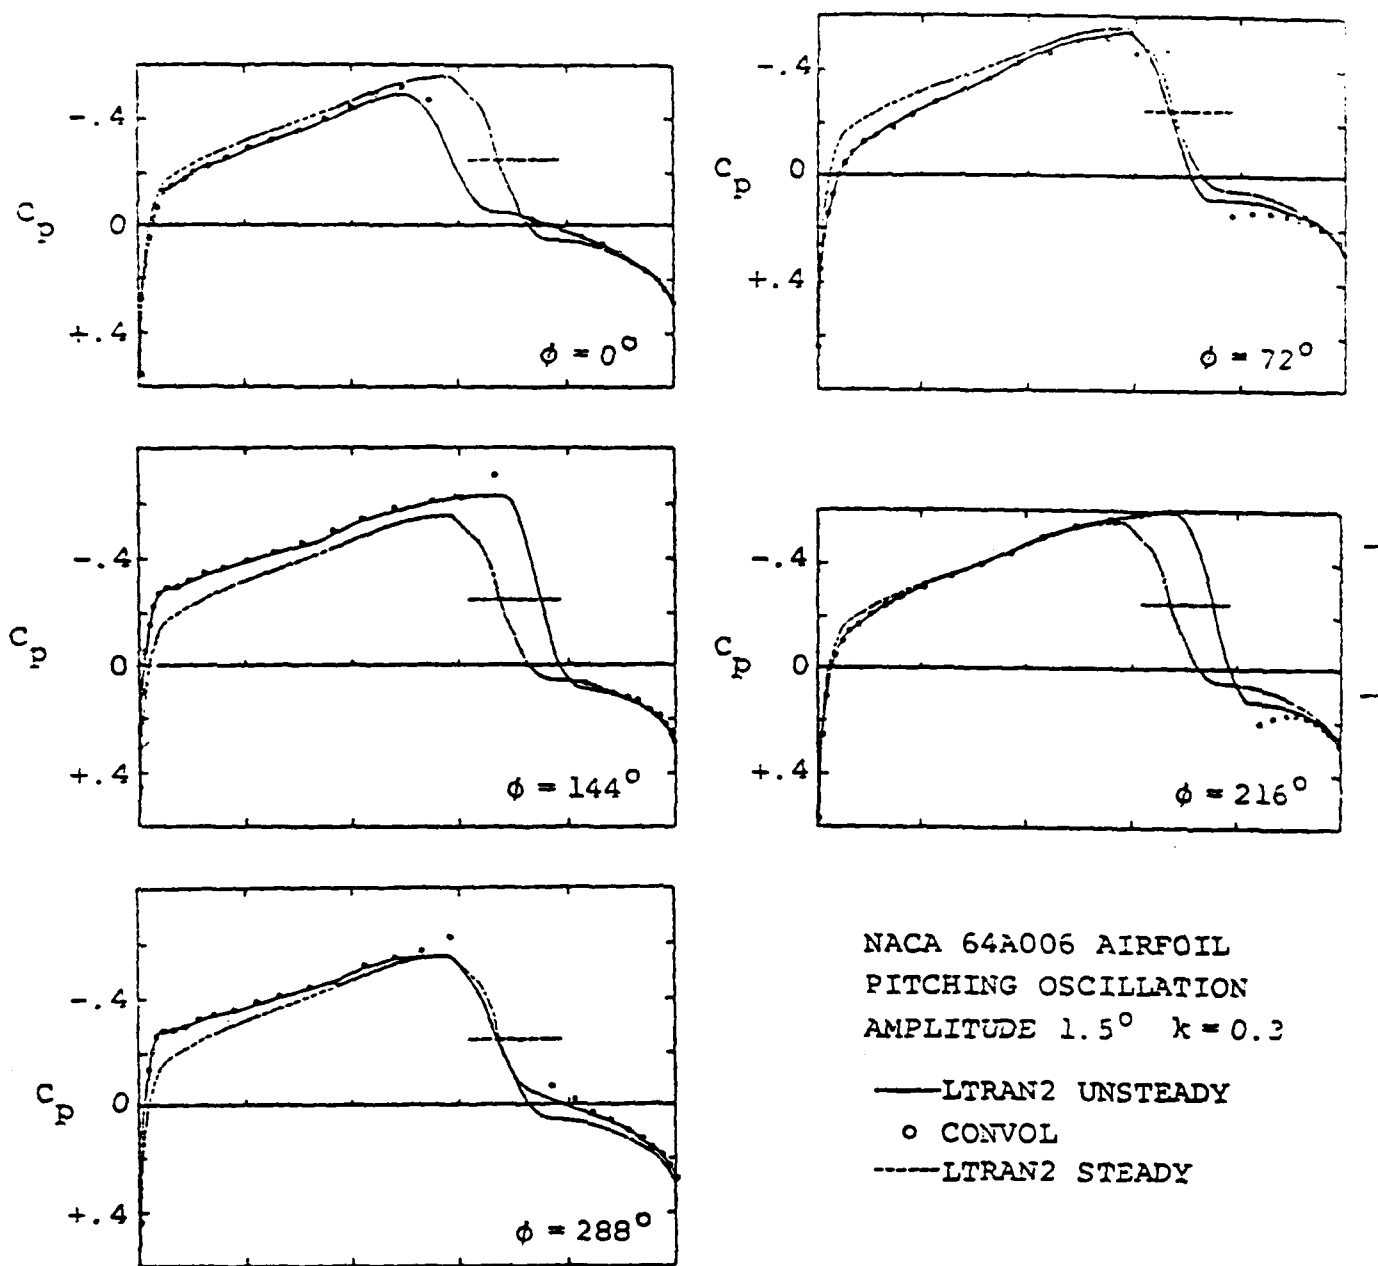 -.4
C_p
0
+.4
ϕ = 0°
-.4
C_p
0
+.4
ϕ = 72°
-.4
C_p
0
+.4
ϕ = 144°
-.4
C_p
0
+.4
ϕ = 216°
-.4
C_p
0
+.4
ϕ = 288°
NACA 64A006 AIRFOIL
PITCHING OSCILLATION
AMPLITUDE 1.5° k = 0.3
LTRAN2 UNSTEADY
CONVOL
LTRAN2 STEADY